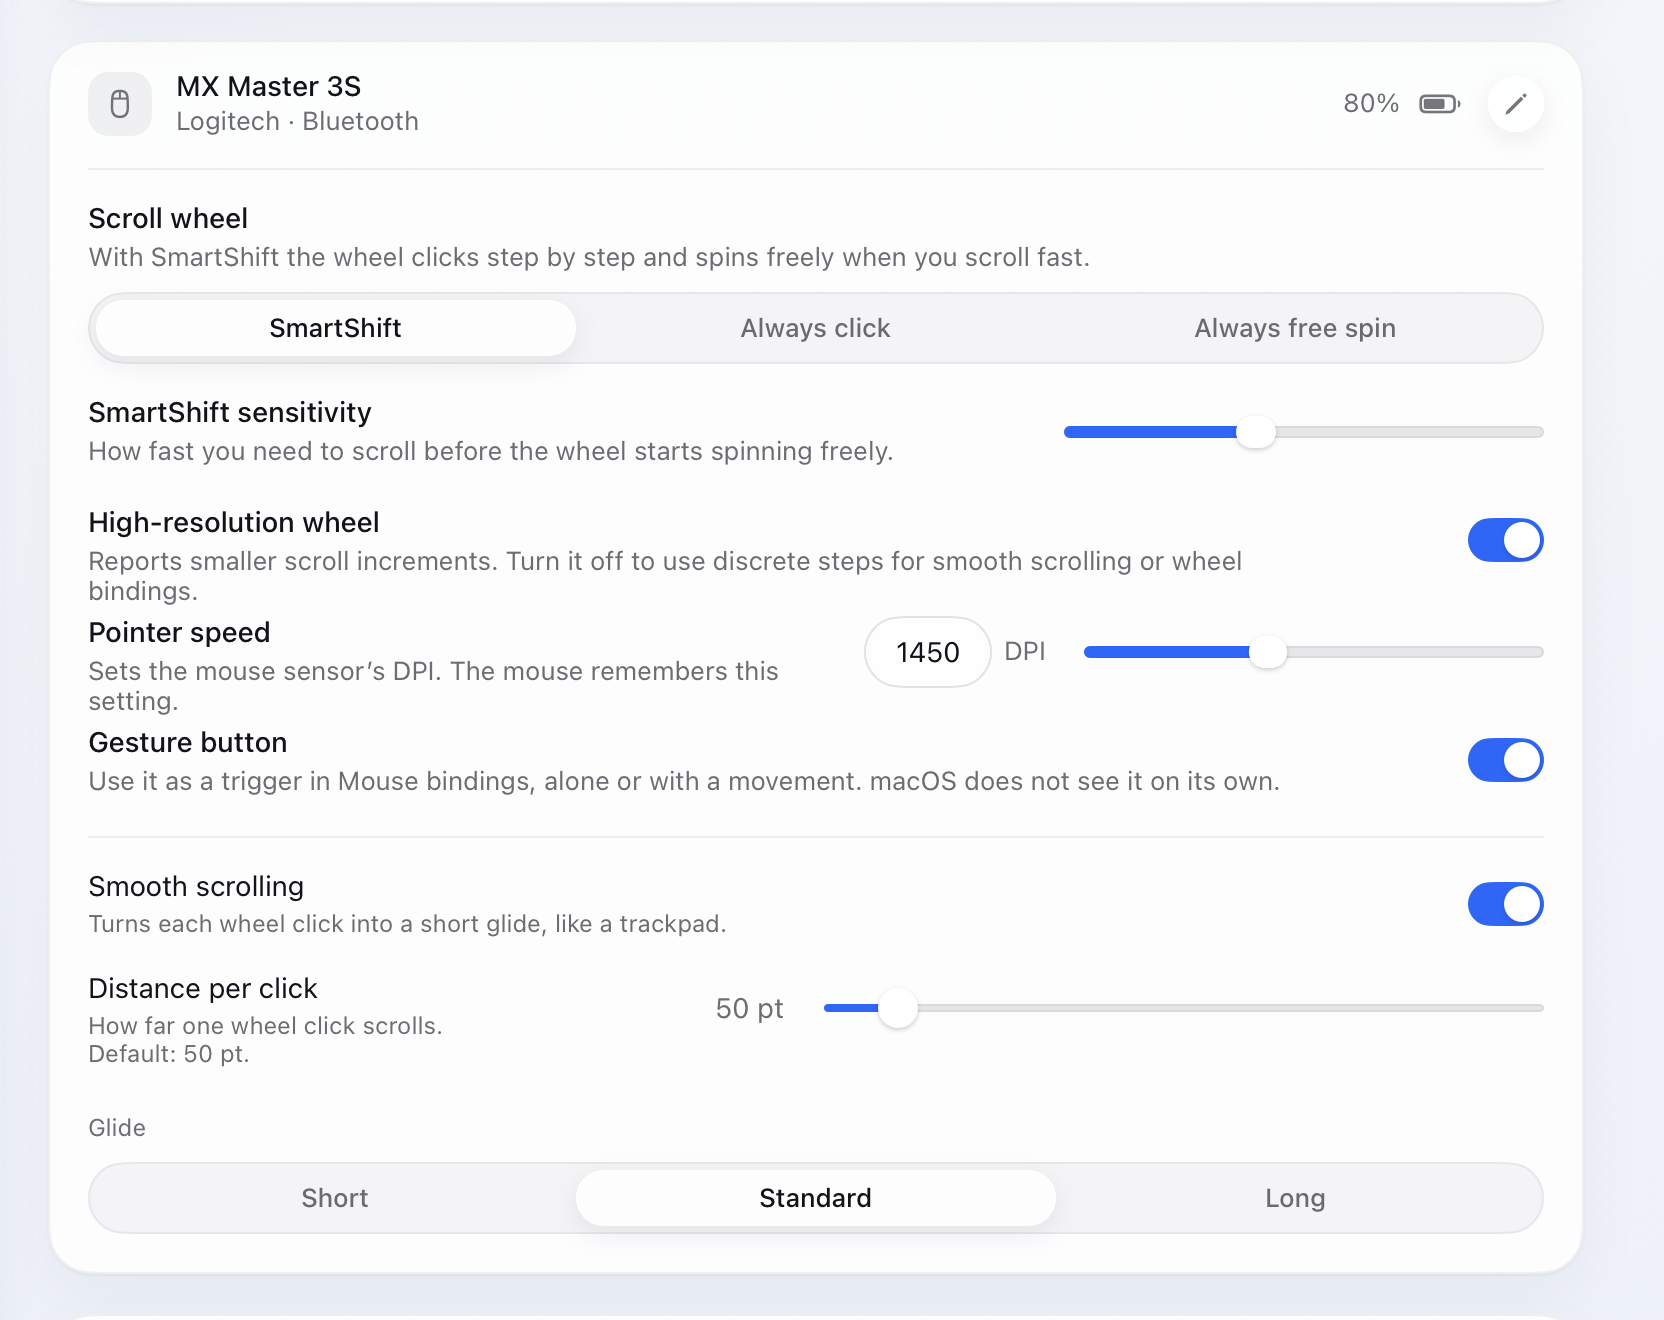 MX Master 3S
Logitech · Bluetooth
80%
Scroll wheel
With SmartShift the wheel clicks step by step and spins freely when you scroll fast.
SmartShift
Always click
Always free spin
SmartShift sensitivity
How fast you need to scroll before the wheel starts spinning freely.
High-resolution wheel
Reports smaller scroll increments. Turn it off to use discrete steps for smooth scrolling or wheel
bindings.
Pointer speed
Sets the mouse sensor’s DPI. The mouse remembers this
setting.
1450
DPI
Gesture button
Use it as a trigger in Mouse bindings, alone or with a movement. macOS does not see it on its own.
Smooth scrolling
Turns each wheel click into a short glide, like a trackpad.
Distance per click
How far one wheel click scrolls.
Default: 50 pt.
50 pt
Glide
Short
Standard
Long